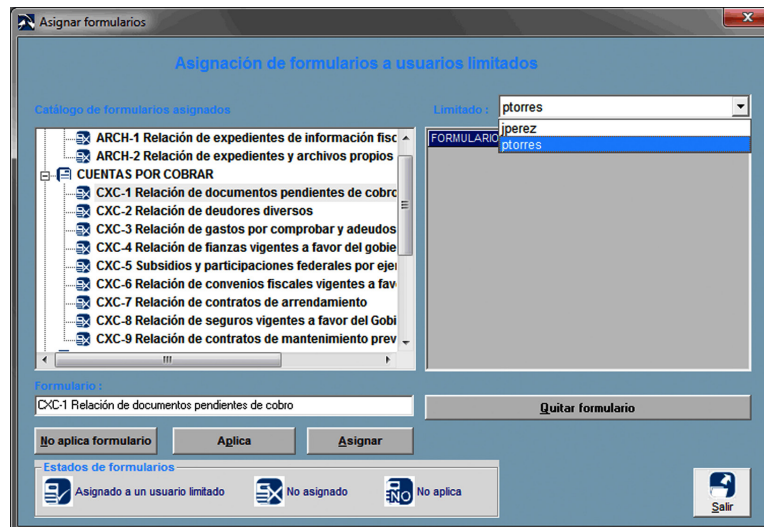 Asignar formularios
Asignación de formularios a usuarios limitados
Catálogo de formularios asignados
Limitado :
ptorres
jperez
ptorres
FORMULARIO
ARCH-1 Relación de expedientes de información fisc
ARCH-2 Relación de expedientes y archivos propios
CUENTAS POR COBRAR
CXC-1 Relación de documentos pendientes de cobro
CXC-2 Relación de deudores diversos
CXC-3 Relación de gastos por comprobar y adeudos
CXC-4 Relación de fianzas vigentes a favor del gobie
CXC-5 Subsidios y participaciones federales por ejer
CXC-6 Relación de convenios fiscales vigentes a favo
CXC-7 Relación de contratos de arrendamiento
CXC-8 Relación de seguros vigentes a favor del Gobi
CXC-9 Relación de contratos de mantenimiento prev
Formulario :
CXC-1 Relación de documentos pendientes de cobro
Quitar formulario
No aplica formulario
Aplica
Asignar
Estados de formularios
Asignado a un usuario limitado
No asignado
NO
No aplica
Salir